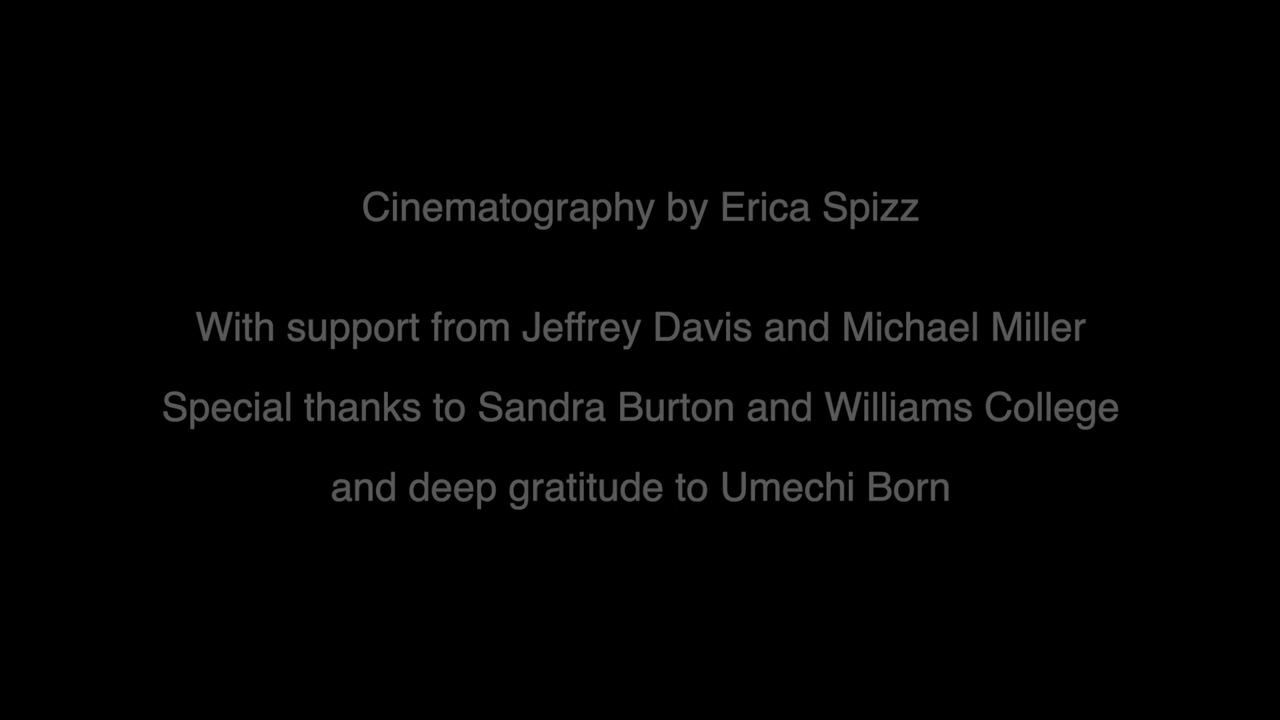 Cinematography by Erica Spizz
With support from Jeffrey Davis and Michael Miller
Special thanks to Sandra Burton and Williams College
and deep gratitude to Umechi Born